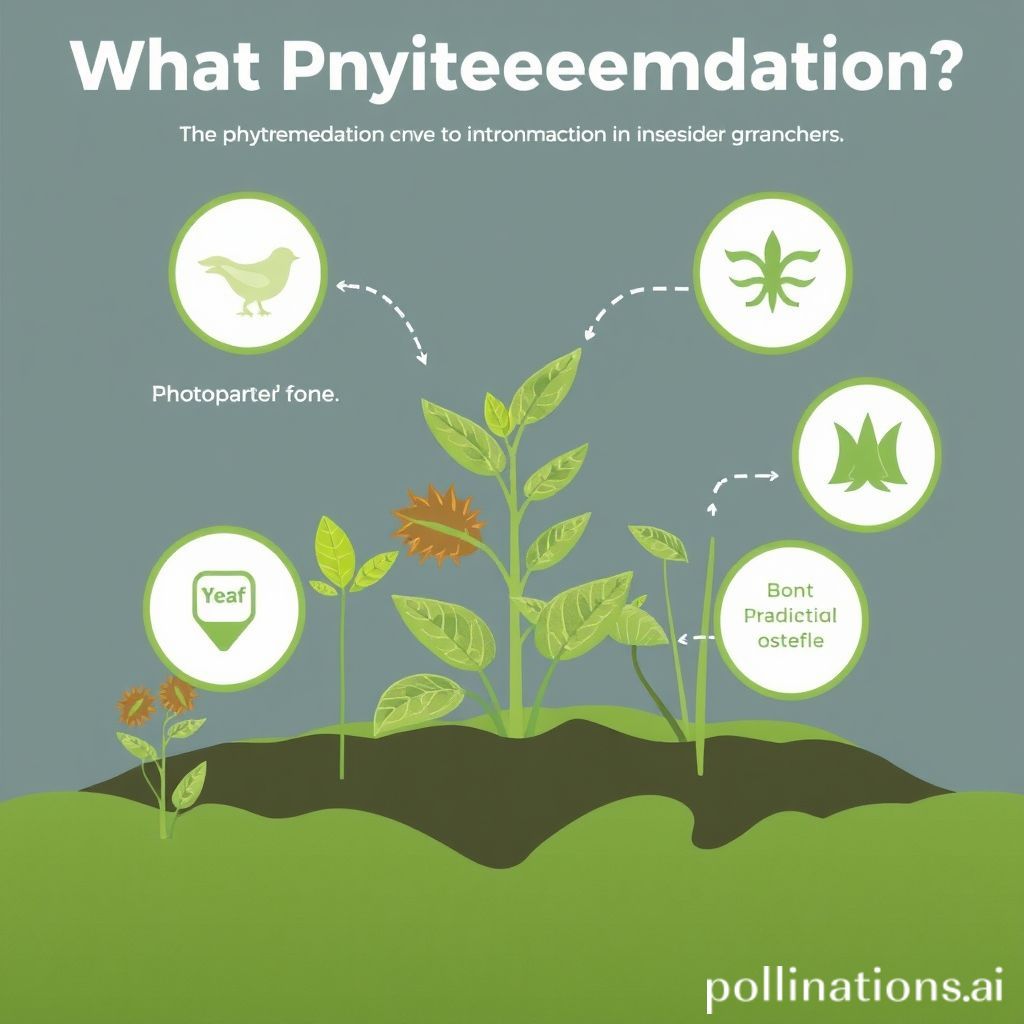 What Pnyiteeeemdation?
The phytremedation cnve to intronmaction in insesider grranchers.
Photoparter' fone.
Yeaf
Bont
Pradictial
ostefle
pollinations.ai